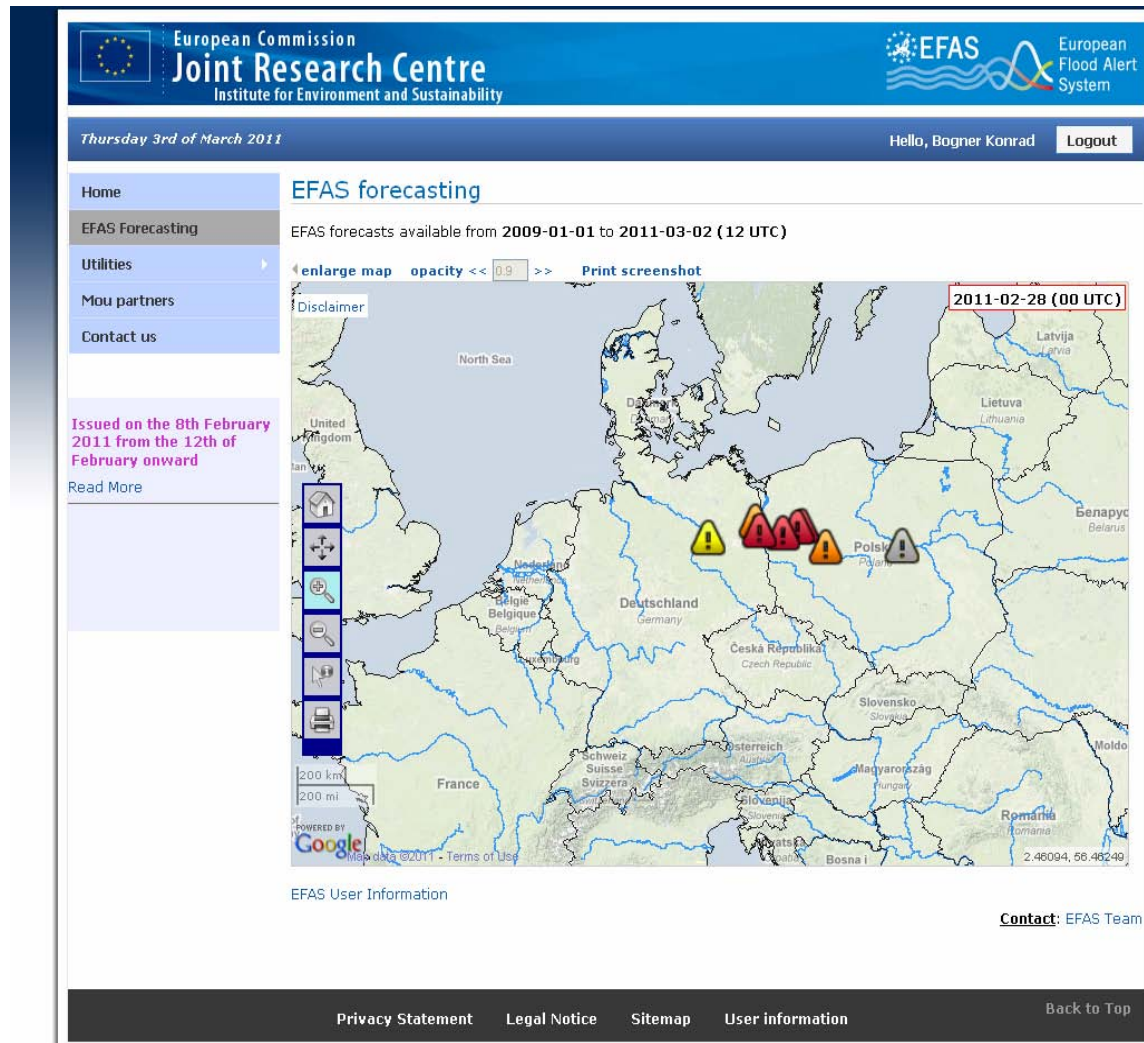 European Commission
Joint Research Centre
Institute for Environment and Sustainability
EFAS
European
Flood Alert
System
Thursday 3rd of March 2011
Hello, Bogner Konrad
Logout
Home
EFAS Forecasting
Utilities
Mou partners
Contact us
Issued on the 8th February
2011 from the 12th of
February onward
Read More
EFAS forecasting
EFAS forecasts available from 2009-01-01 to 2011-03-02 (12 UTC)
enlarge map opacity << 0.9 >> Print screenshot
Disclaimer
2011-02-28 (00 UTC)
Latvija
Latvia
North Sea
Lietuva
Lithuania
United
Kingdom
Беларус
Belarus
Polsk
Poland
Nederland
België
Belgique
Belgium
Deutschland
Germany
Luxembourg
Česká Republika
Czech Republic
Slovensko
Slovakia
Moldo
Österreich
Austria
Schweiz
Suisse
Svizzera
Magyarország
Hungary
France
Slovenija
Slovenia
România
Romania
Bosna i
200 km
200 mi
POWERED BY
Google
Map data ©2011 - Terms of Use
2.46094, 56.46249
EFAS User Information
Contact: EFAS Team
Privacy Statement Legal Notice Sitemap User information
Back to Top